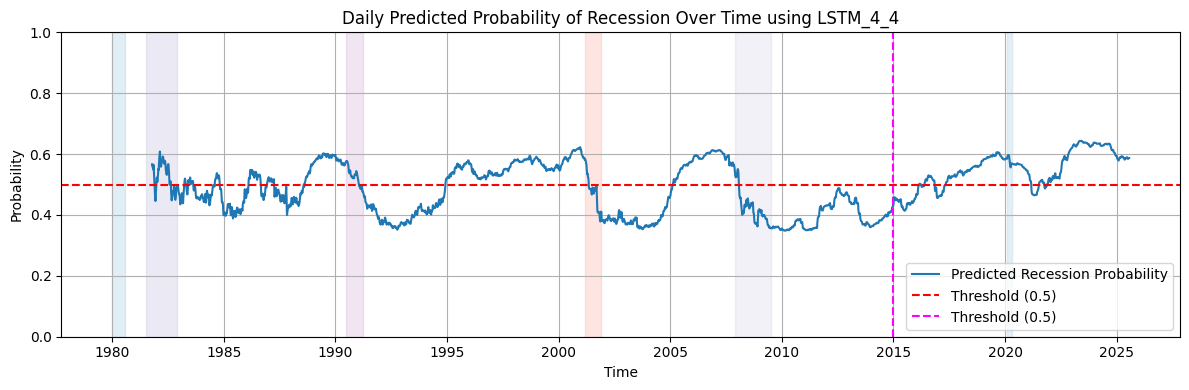 Daily Predicted Probability of Recession Over Time using LSTM_4_4
1.0
0.8
0.6
0.4
0.2
0.0
Probability
1980 1985 1990 1995 2000 2005 2010 2015 2020 2025
Time
Predicted Recession Probability
Threshold (0.5)
Threshold (0.5)